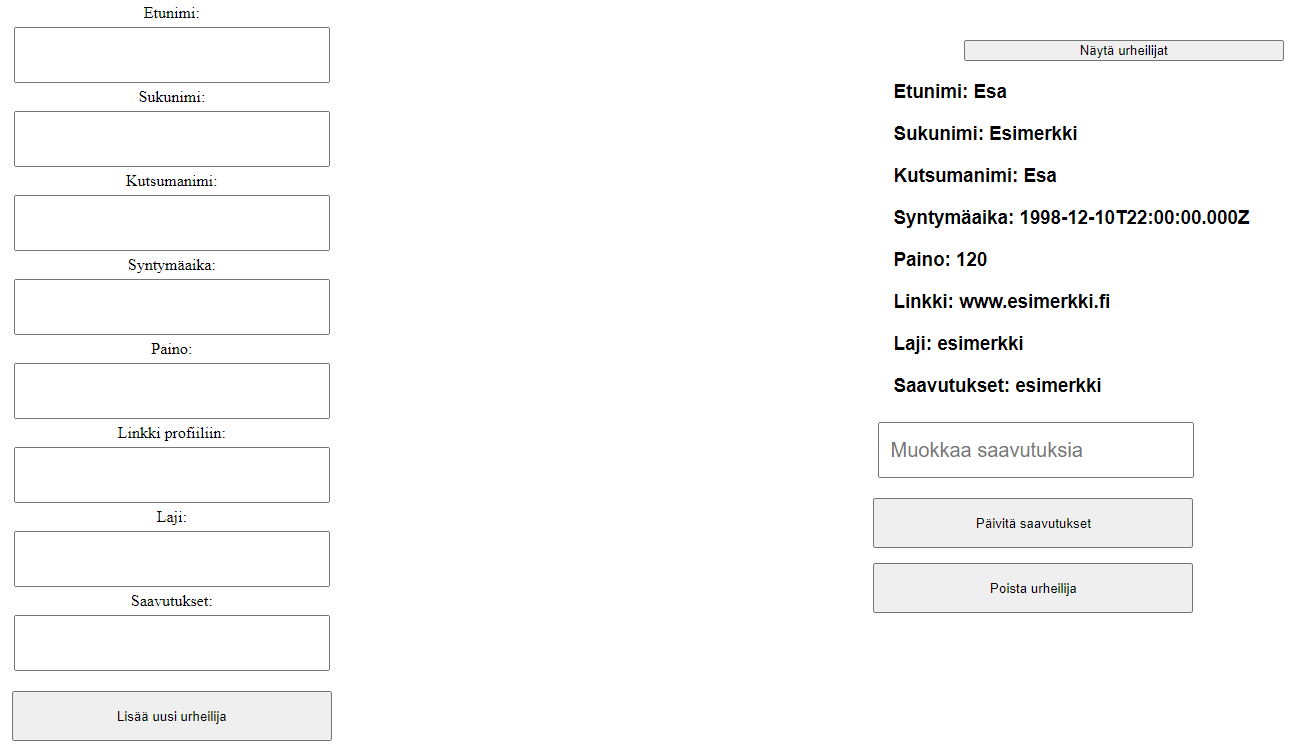 Etunimi:
Sukunimi:
Kutsumanimi:
Syntymäaika:
Paino:
Linkki profiiliin:
Laji:
Saavutukset:
Lisää uusi urheilija
Näytä urheilijat
Etunimi: Esa
Sukunimi: Esimerkki
Kutsumanimi: Esa
Syntymäaika: 1998-12-10T22:00:00.000Z
Paino: 120
Linkki: www.esimerkki.fi
Laji: esimerkki
Saavutukset: esimerkki
Muokkaa saavutuksia
Päivitä saavutukset
Poista urheilija